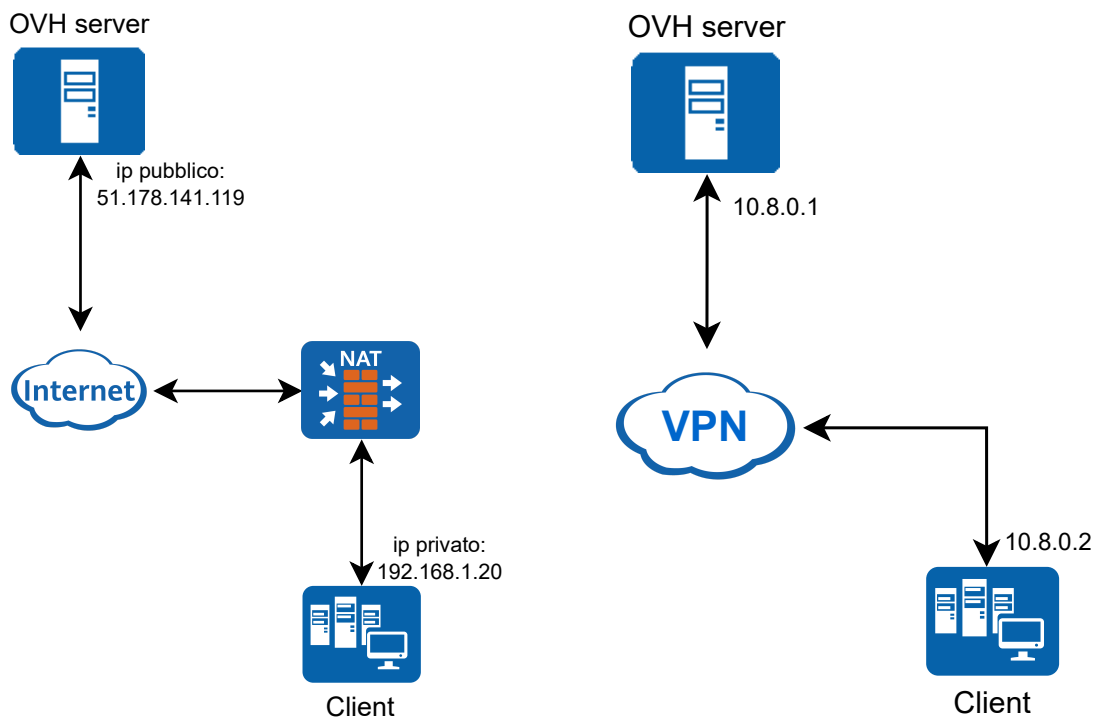 OVH server
ip pubblico:
51.178.141.119
Internet
NAT
ip privato:
192.168.1.20
Client
OVH server
10.8.0.1
VPN
10.8.0.2
Client